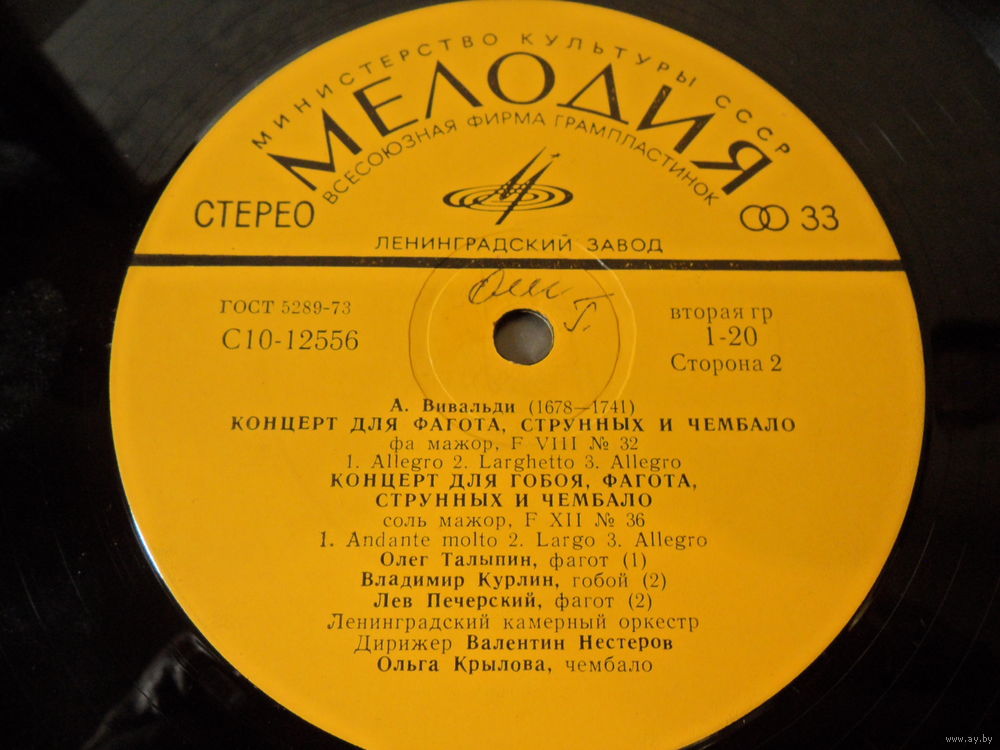 МИНИСТЕРСТВО КУЛЬТУРЫ СССР
МЕЛОДИЯ
ВСЕСОЮЗНАЯ ФИРМА ГРАМПЛАСТИНОК
СТЕРЕО
33
ЛЕНИНГРАДСКИЙ ЗАВОД
ГОСТ 5289-73
С10-12556
вторая гр
1-20
Сторона 2
А. Вивальди (1678—1741)
КОНЦЕРТ ДЛЯ ФАГОТА, СТРУННЫХ И ЧЕМБАЛО
фа мажор, F VIII № 32
1. Allegro 2. Larghetto 3. Allegro
КОНЦЕРТ ДЛЯ ГОБОЯ, ФАГОТА,
СТРУННЫХ И ЧЕМБАЛО
соль мажор, F XII № 36
1. Andante molto 2. Largo 3. Allegro
Олег Талыпин, фагот (1)
Владимир Курлин, гобой (2)
Лев Печерский, фагот (2)
Ленинградский камерный оркестр
Дирижер Валентин Нестеров
Ольга Крылова, чембало
www.ay.by